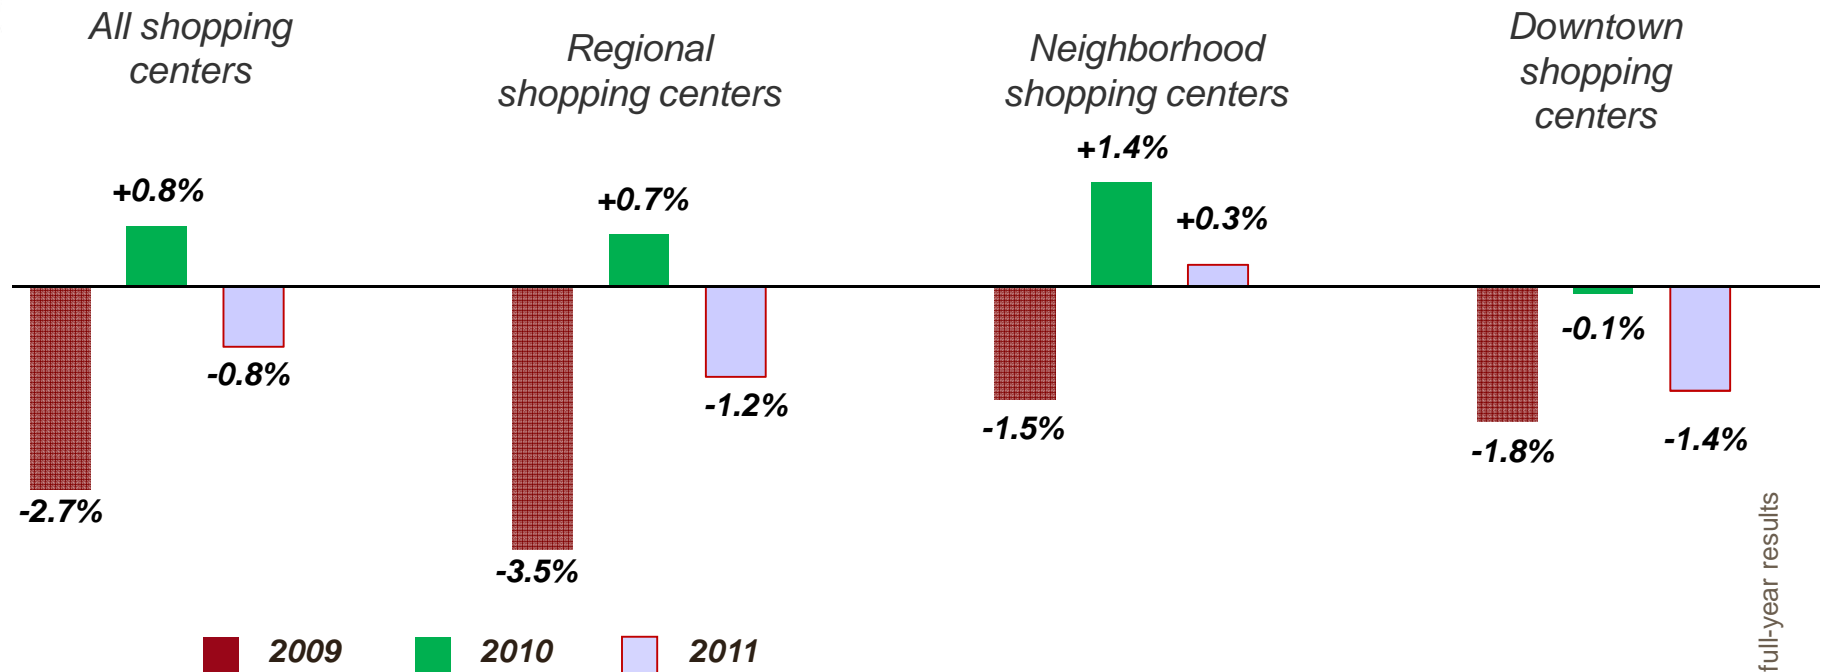 All shopping
centers
Regional
shopping centers
Neighborhood
shopping centers
Downtown
shopping
centers
+0.8%
-2.7%
-0.8%
+0.7%
-3.5%
-1.2%
+1.4%
-1.5%
+0.3%
-0.1%
-1.8%
-1.4%
2009
2010
2011
full-year results